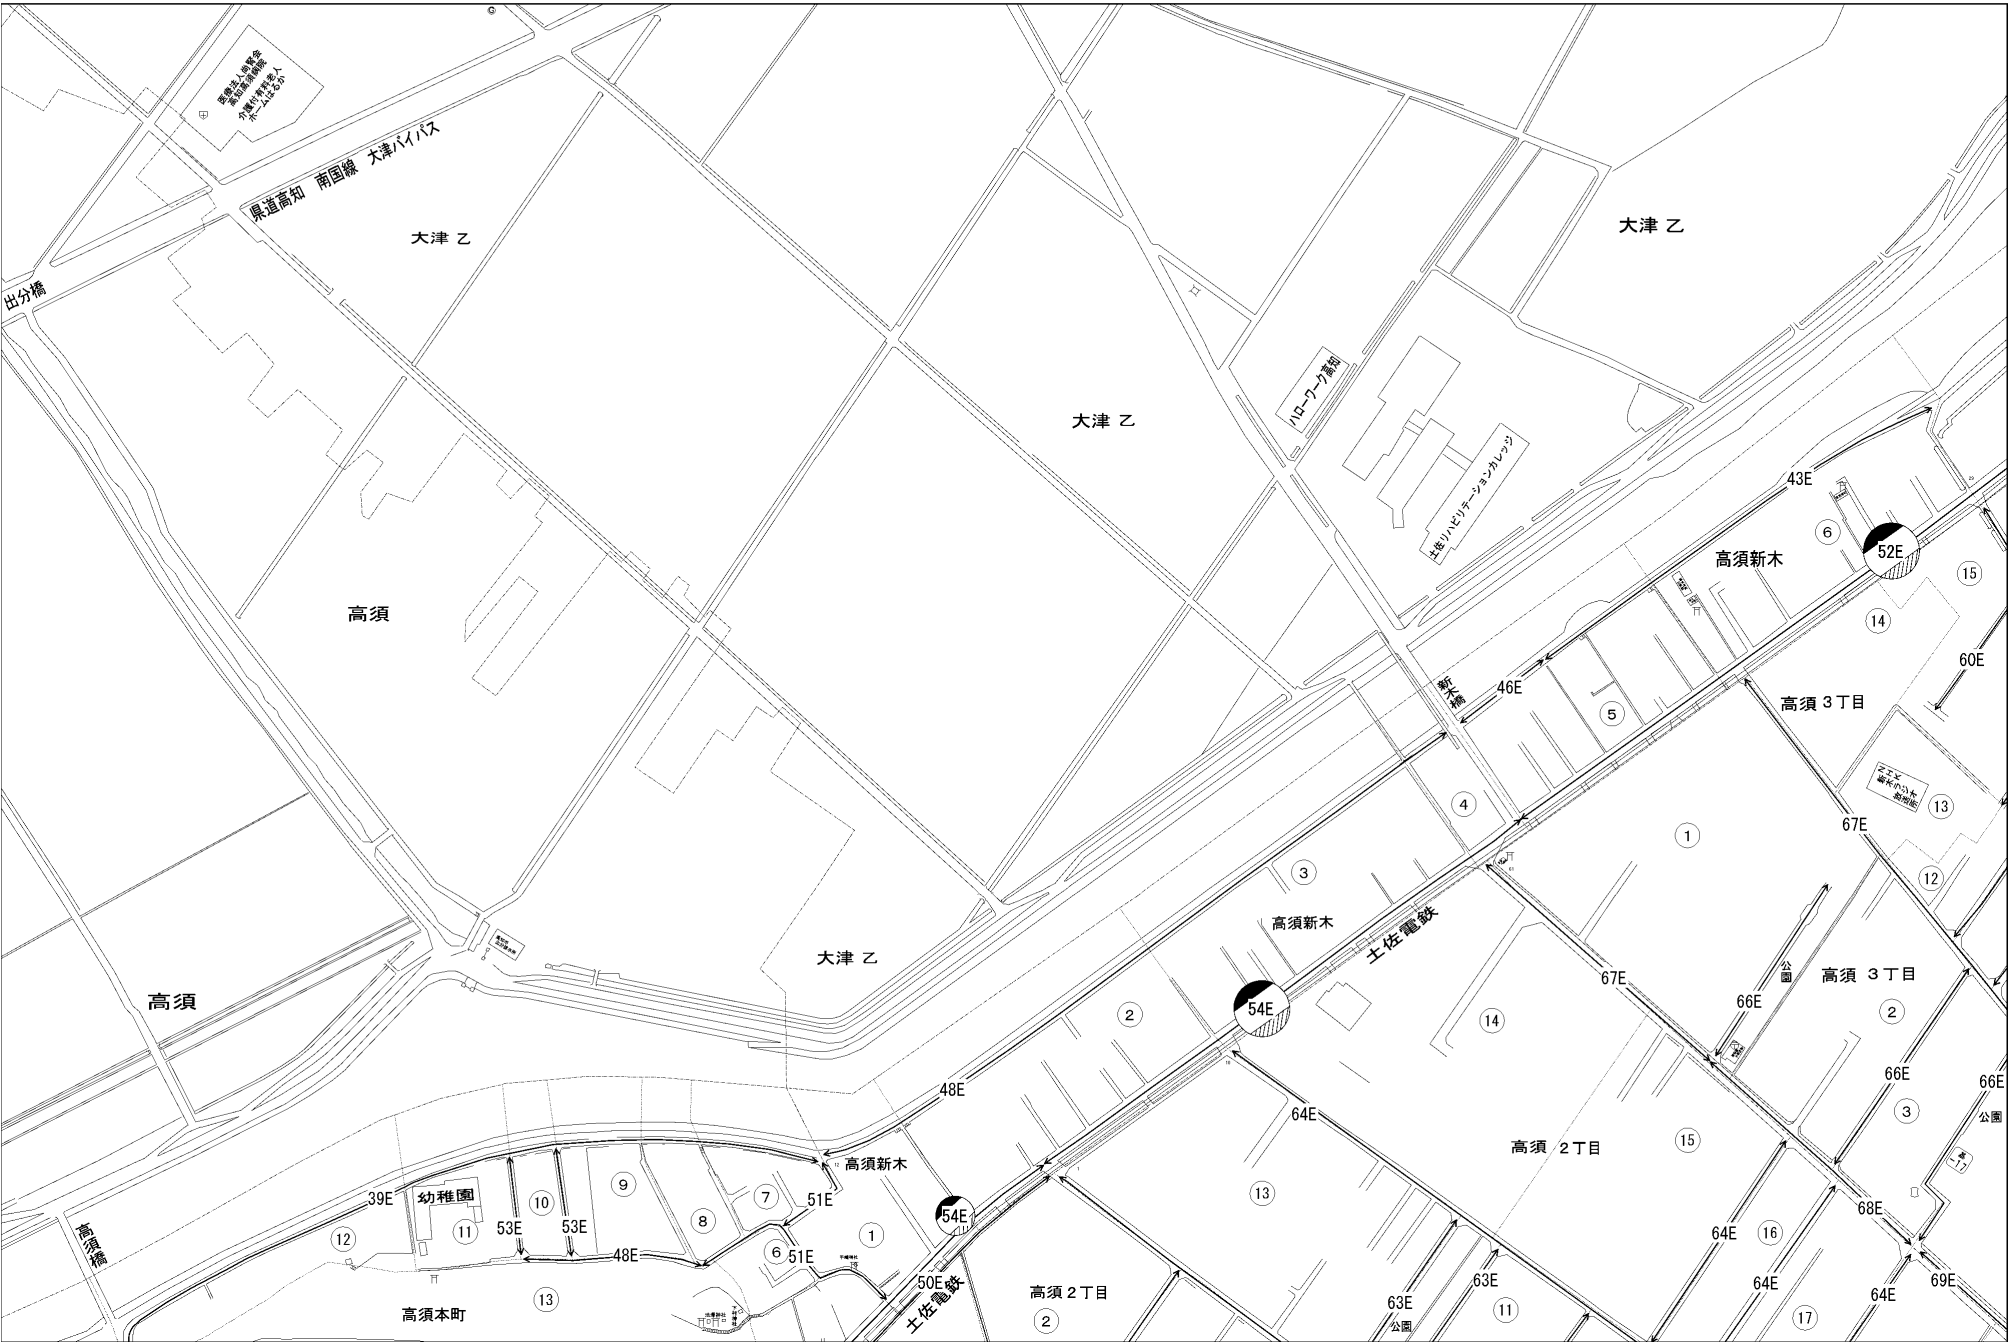 医療法人尚腎会
高知高須病院
介護付有料老人
ホームはるか
県道高知 南国線 大津バイパス
大津 乙
大津 乙
出分橋
ハローワーク高知
大津 乙
土佐リハビリテーションカレッジ
43E
6
高須新木
52E
15
14
高須
60E
新木橋
46E
5
高須 3丁目
NHK
新木ラジオ
放送所
13
4
1
67E
3
12
高須新木
土佐電鉄
大津 乙
公園
高須 3丁目
67E
66E
2
高須
54E
2
14
48E
66E
66E
64E
3
公園
高須 2丁目
15
高須新木
7
51E
39E
幼稚園
10
9
13
11
53E
53E
8
12
48E
6
51E
1
54E
高須橋
64E
16
68E
50E
土佐電鉄
高須 2丁目
2
63E
64E
69E
64E
63E
公園
11
17
高須本町
13